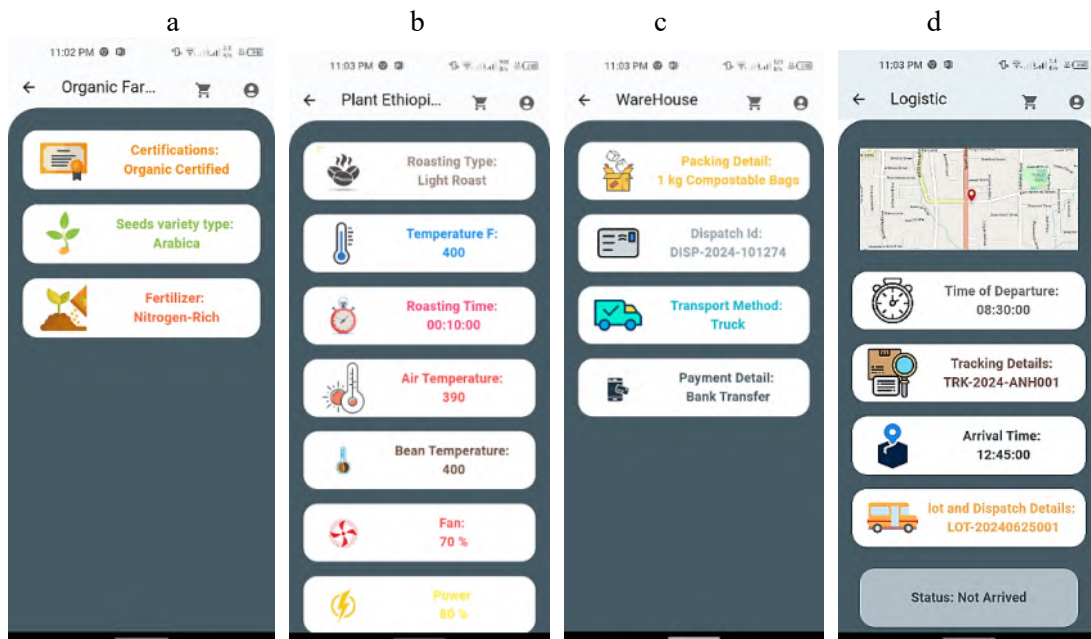 a
b
c
d
11:02 PM
Organic Far...
Certifications:
Organic Certified
Seeds variety type:
Arabica
Fertilizer:
Nitrogen-Rich
11:03 PM
Plant Ethiopi...
Roasting Type:
Light Roast
Temperature F:
400
Roasting Time:
00:10:00
Air Temperature:
390
Bean Temperature:
400
Fan:
70 %
Power
80 %
11:03 PM
WareHouse
Packing Detail:
1 kg Compostable Bags
Dispatch Id:
DISP-2024-101274
Transport Method:
Truck
Payment Detail:
Bank Transfer
11:03 PM
Logistic
Time of Departure:
08:30:00
Tracking Details:
TRK-2024-ANH001
Arrival Time:
12:45:00
lot and Dispatch Details:
LOT-20240625001
Status: Not Arrived